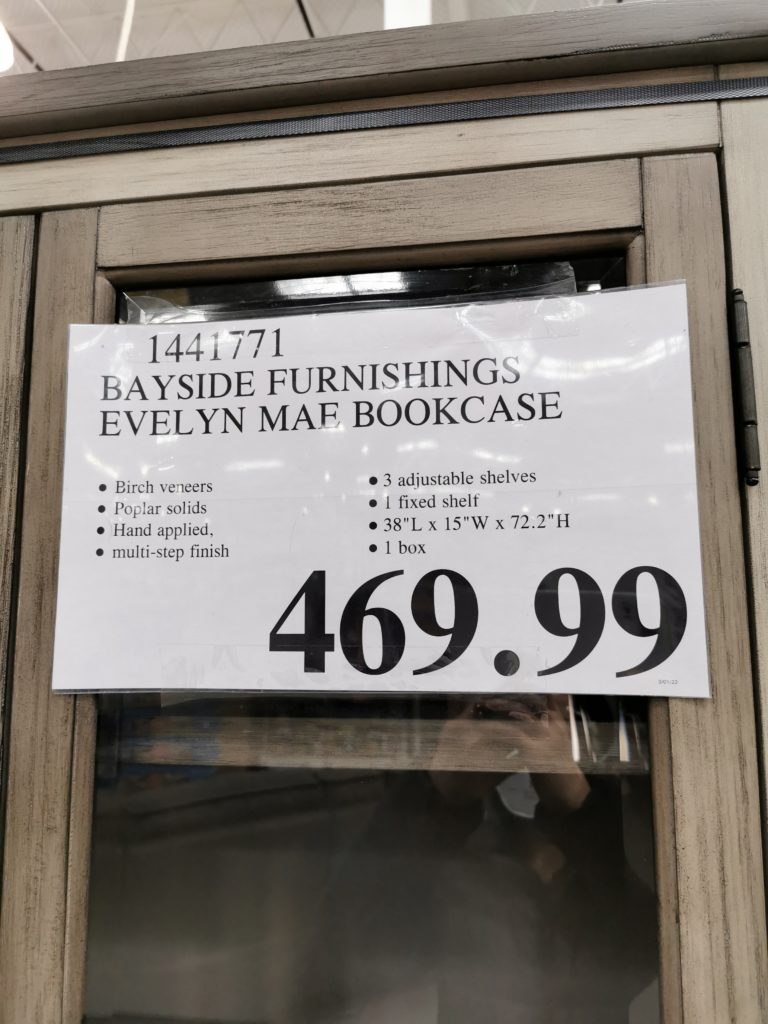 1441771
BAYSIDE FURNISHINGS
EVELYN MAE BOOKCASE
• Birch veneers
• Poplar solids
• Hand applied,
• multi-step finish
• 3 adjustable shelves
• 1 fixed shelf
• 38"L x 15"W x 72.2"H
• 1 box
469.99